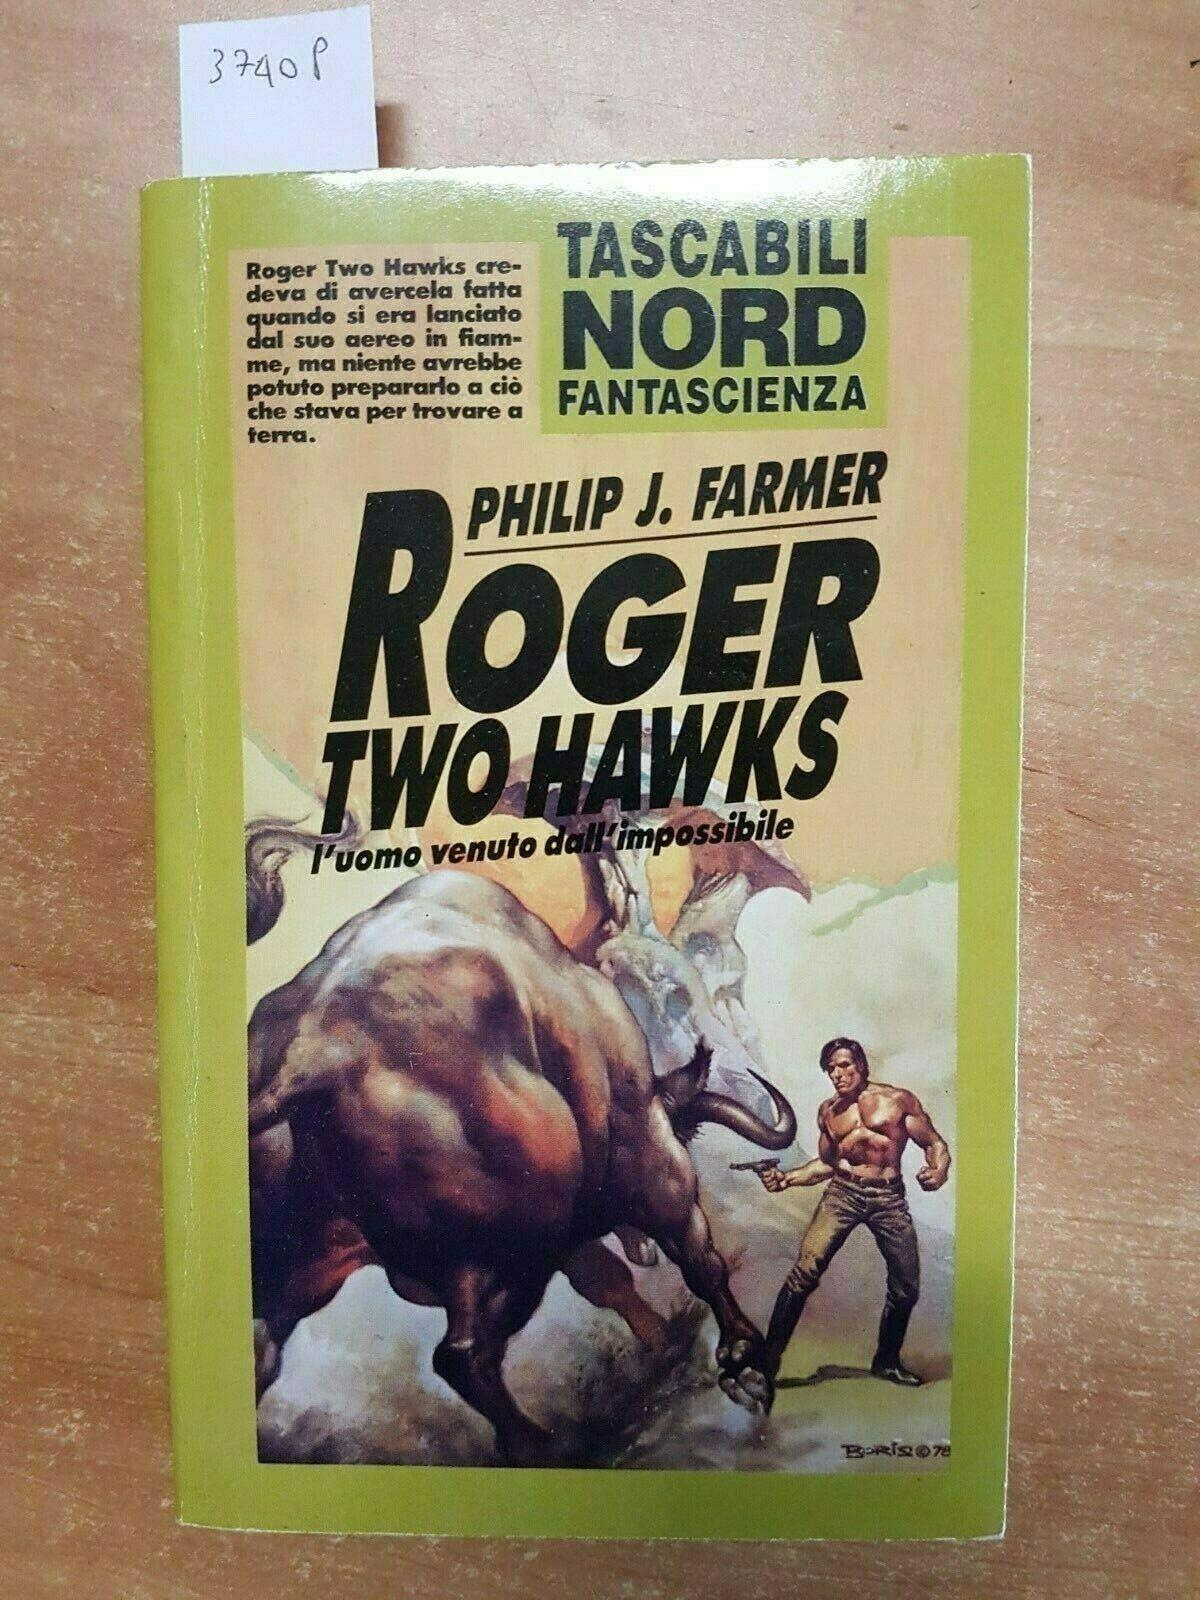 3740 P
Roger Two Hawks cre-
deva di avercela fatta
quando si era lanciato
dal suo aereo in fiam-
me, ma niente avrebbe
potuto prepararlo a ciò
che stava per trovare a
terra.
TASCABILI
NORD
FANTASCIENZA
PHILIP J. FARMER
ROGER
TWO HAWKS
l'uomo venuto dall'impossibile
BORIS © 78